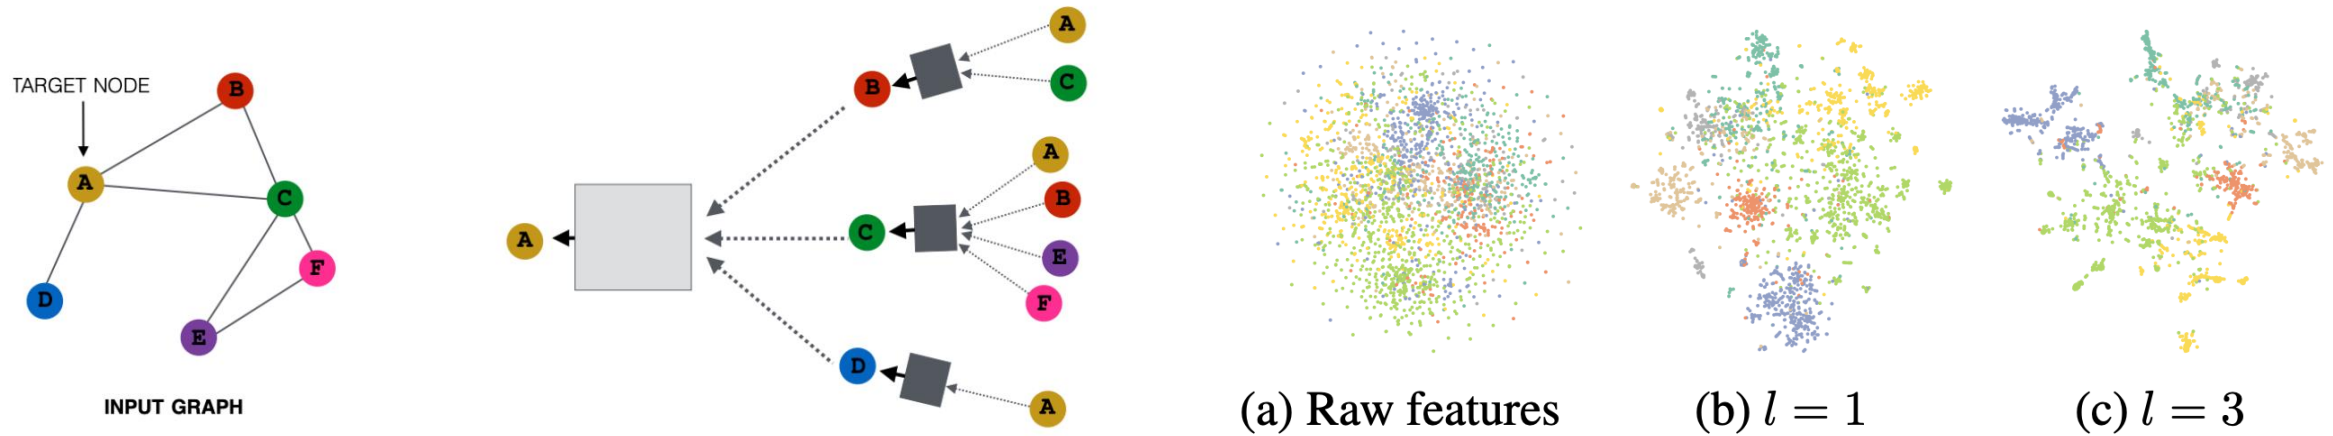 TARGET NODE
B
A
C
F
D
E
INPUT GRAPH
A
B
A
C
C
A
B
E
F
D
A
(a) Raw features
(b) l = 1
(c) l = 3